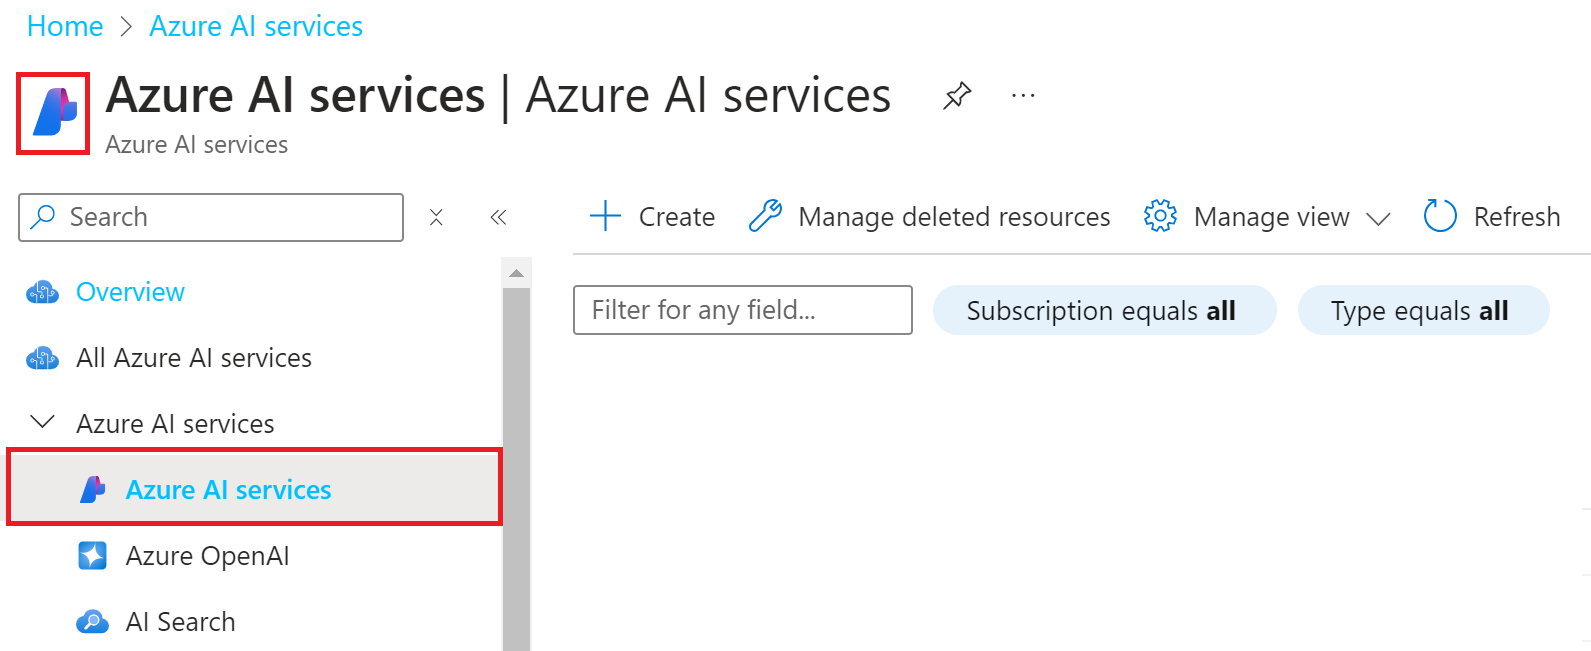 Home > Azure AI services
Azure AI services | Azure AI services
Azure AI services
Search
Create Manage deleted resources Manage view Refresh
Filter for any field... Subscription equals all Type equals all
Overview
All Azure AI services
Azure AI services
Azure AI services
Azure OpenAI
AI Search